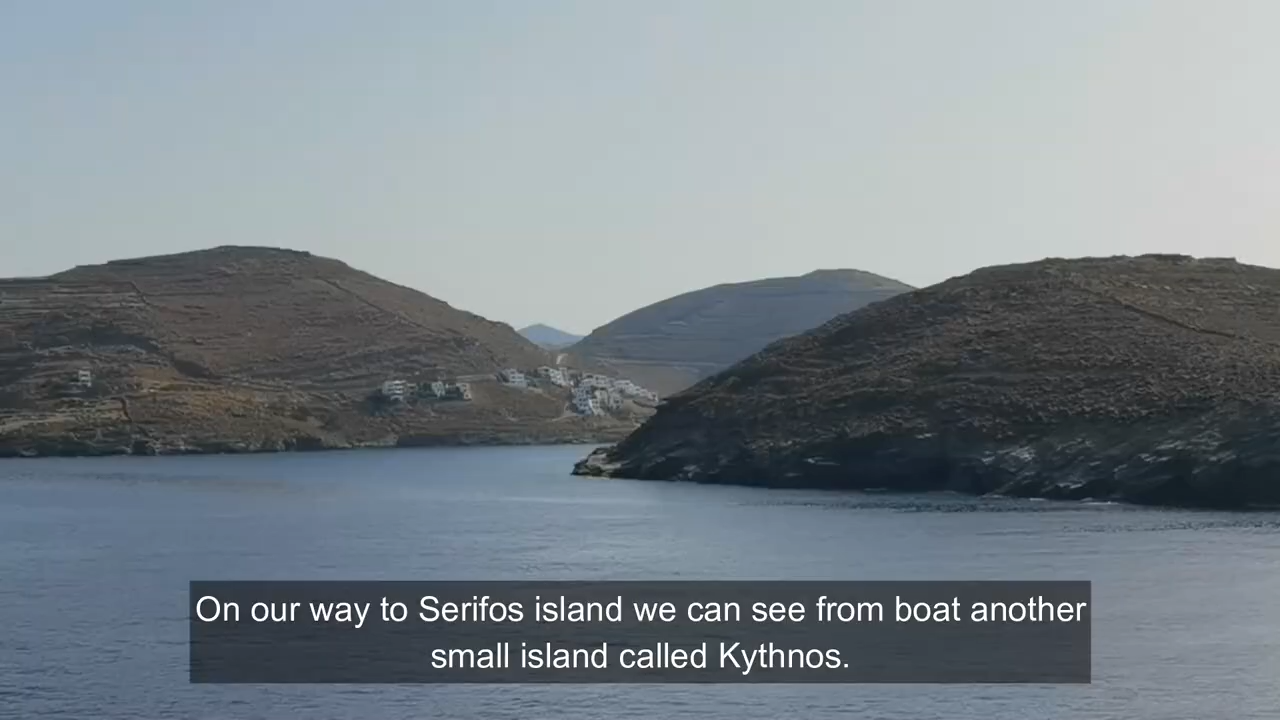 On our way to Serifos island we can see from boat another
small island called Kythnos.